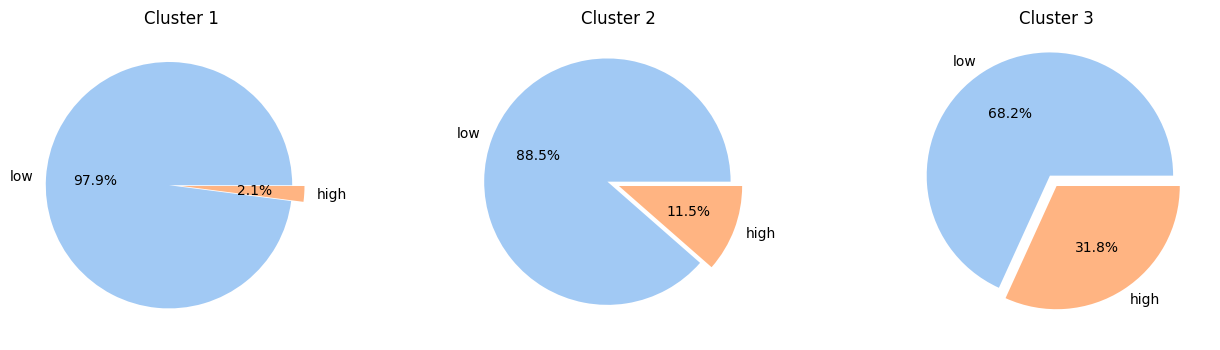 Cluster 1
low
97.9%
2.1%
high
Cluster 2
low
88.5%
11.5%
high
Cluster 3
low
68.2%
31.8%
high